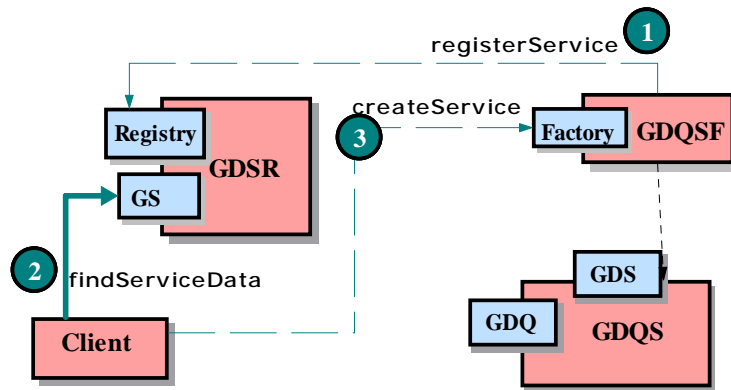 1
registerService
createService
Registry
Factory
GDQSF
3
GDSR
GS
2
findServiceData
GDS
Client
GDQ
GDQS